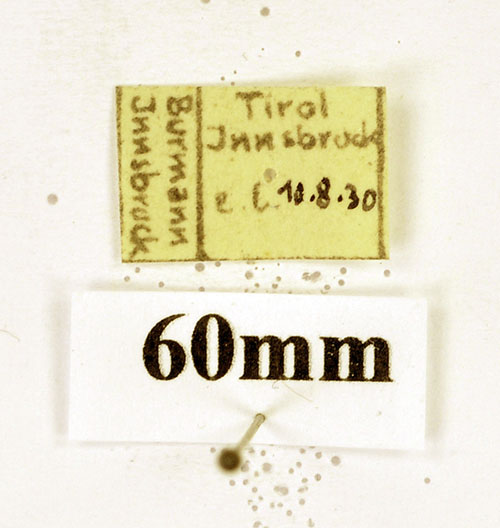 Burmann
Innsbruck
Tirol
Innsbruck
e. l. 10.8.30
60mm